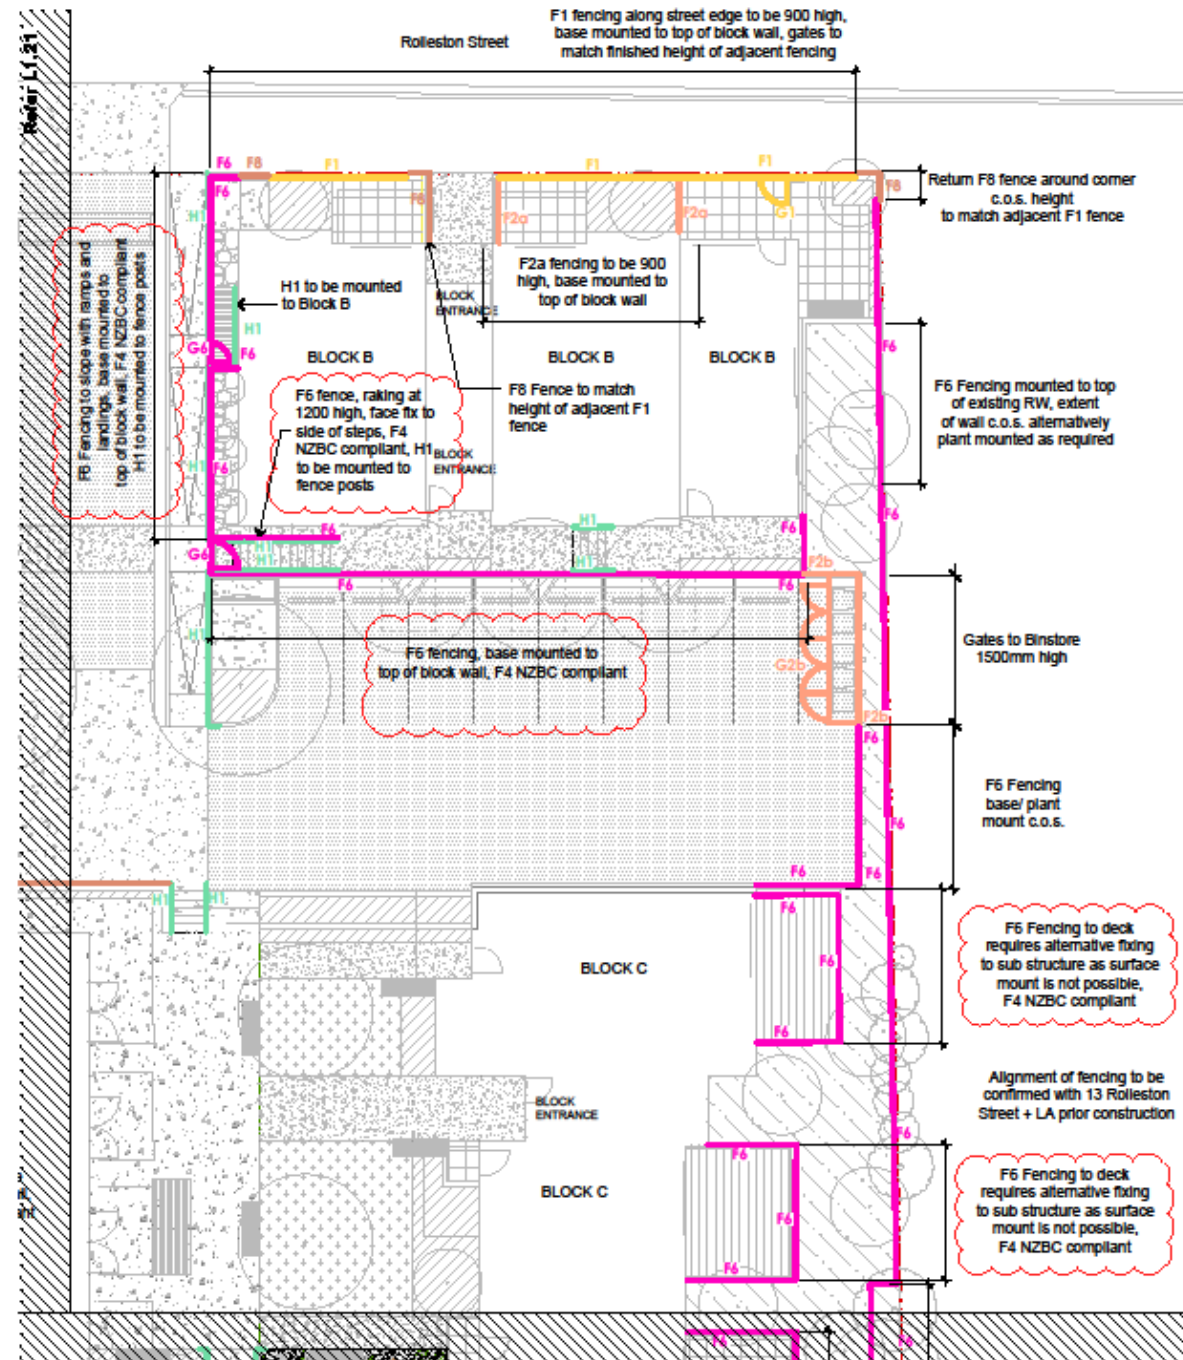 F1 fencing along street edge to be 900 high,
base mounted to top of block wall, gates to
match finished height of adjacent fencing
Rolleston Street
Refer L1.21
F6
F8
F1
F1
F1
F6
H1
F8
F2a
F2a
G1
F8
Return F8 fence around corner
c.o.s. height
to match adjacent F1 fence
F6 Fencing to slope with ramps and
landings, base mounted to
top of block wall, F4 NZBC compliant
H1 to be mounted to fence posts
H1 to be mounted
to Block B
F2a fencing to be 900
high, base mounted to
top of block wall
BLOCK
ENTRANCE
H1
G6
F6
BLOCK B
BLOCK B
BLOCK B
F6
F6 fence, raking at
1200 high, face fix to
side of steps, F4
NZBC compliant, H1
to be mounted to
fence posts
F8 Fence to match
height of adjacent F1
fence
F6 Fencing mounted to top
of existing RW, extent
of wall c.o.s. alternatively
plant mounted as required
BLOCK
ENTRANCE
H1
F6
F6
F6
H1
F6
G6
H1
H1
H1
F6
F6
F2b
H1
Gates to Binstore
1500mm high
F6 fencing, base mounted to
top of block wall, F4 NZBC compliant
G2b
F2b
F6
F6 Fencing
base/ plant
mount c.o.s.
F6
F6
F6
H1
H1
F6
F6
F6
F6 Fencing to deck
requires alternative fixing
to sub structure as surface
mount is not possible,
F4 NZBC compliant
BLOCK C
Alignment of fencing to be
confirmed with 13 Rolleston
Street + LA prior construction
BLOCK
ENTRANCE
F6
F6
BLOCK C
F6
F6
F6 Fencing to deck
requires alternative fixing
to sub structure as surface
mount is not possible,
F4 NZBC compliant
F6
F6